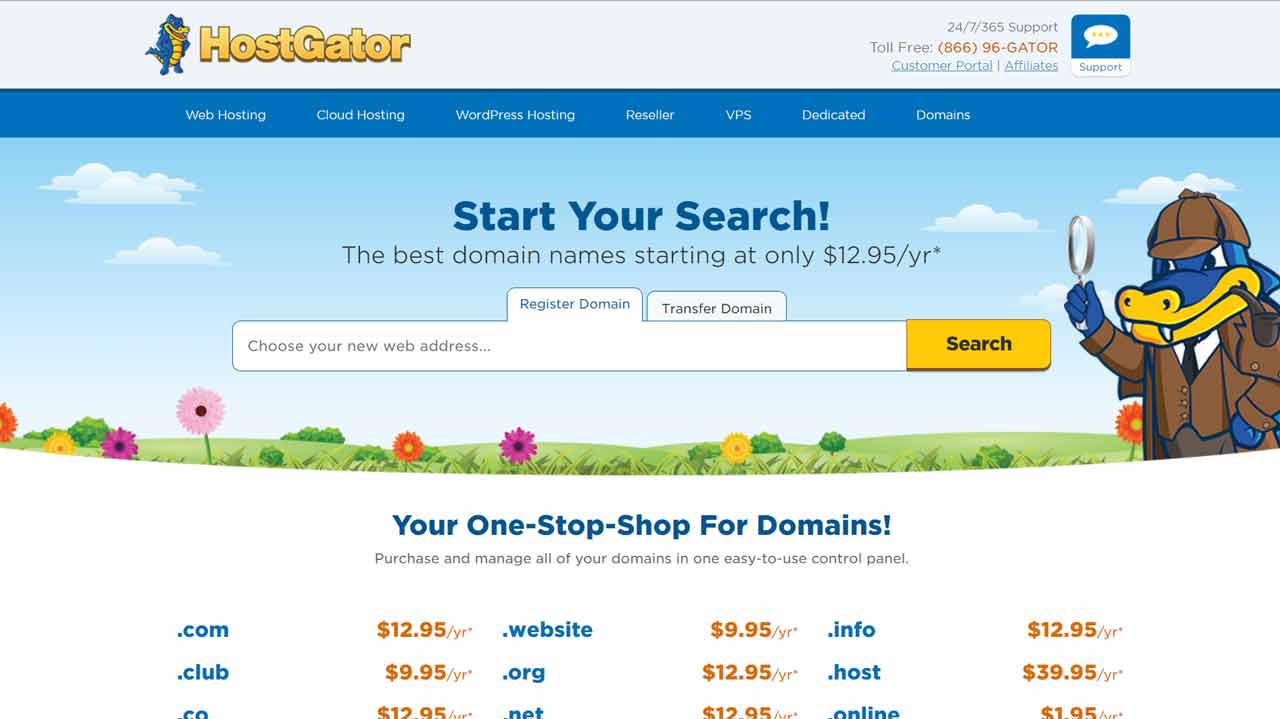 HostGator
24/7/365 Support
Toll Free: (866) 96-GATOR
Customer Portal | Affiliates
Support
Web Hosting Cloud Hosting WordPress Hosting Reseller VPS Dedicated Domains
Start Your Search!
The best domain names starting at only $12.95/yr*
Register Domain Transfer Domain
Choose your new web address... Search
Your One-Stop-Shop For Domains!
Purchase and manage all of your domains in one easy-to-use control panel.
.com $12.95/yr* .website $9.95/yr* .info $12.95/yr*
.club $9.95/yr* .org $12.95/yr* .host $39.95/yr*
.co $12.95/yr* .net $12.95/yr* .online $1.95/yr*